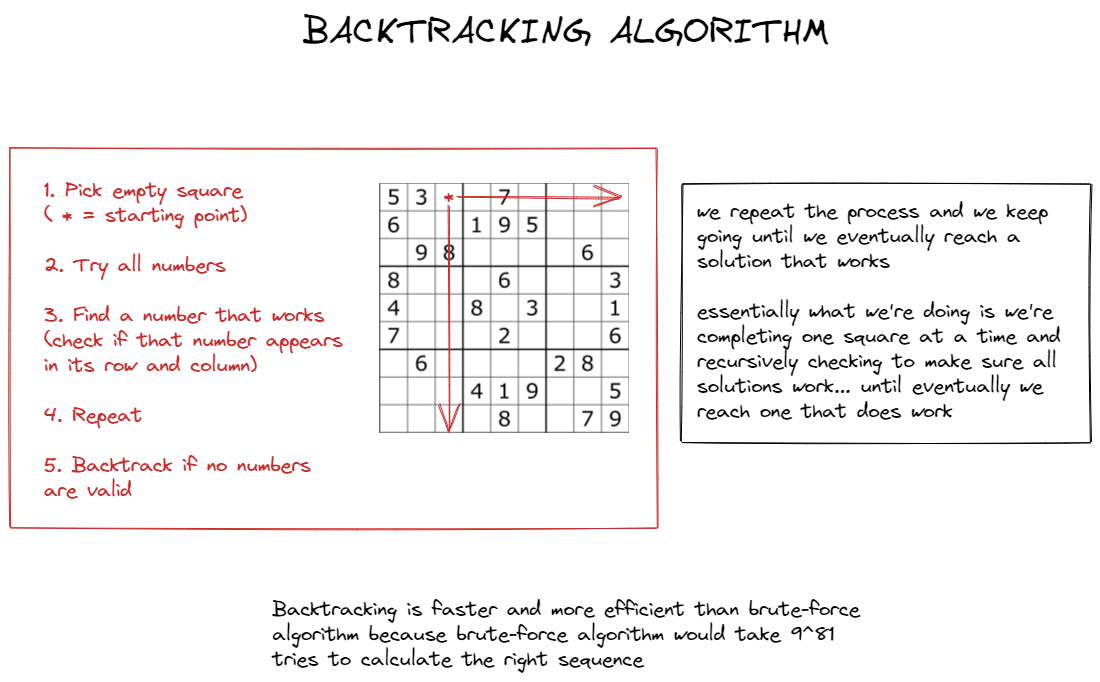 BACKTRACKING ALGORITHM
1. Pick empty square
( * = starting point)
2. Try all numbers
3. Find a number that works
(check if that number appears
in its row and column)
4. Repeat
5. Backtrack if no numbers
are valid
5 3 * 7
6 1 9 5
9 8 6
8 6 3
4 8 3 1
7 2 6
6 2 8
4 1 9 5
8 7 9
we repeat the process and we keep
going until we eventually reach a
solution that works
essentially what we're doing is we're
completing one square at a time and
recursively checking to make sure all
solutions work... until eventually we
reach one that does work
Backtracking is faster and more efficient than brute-force
algorithm because brute-force algorithm would take 9^81
tries to calculate the right sequence